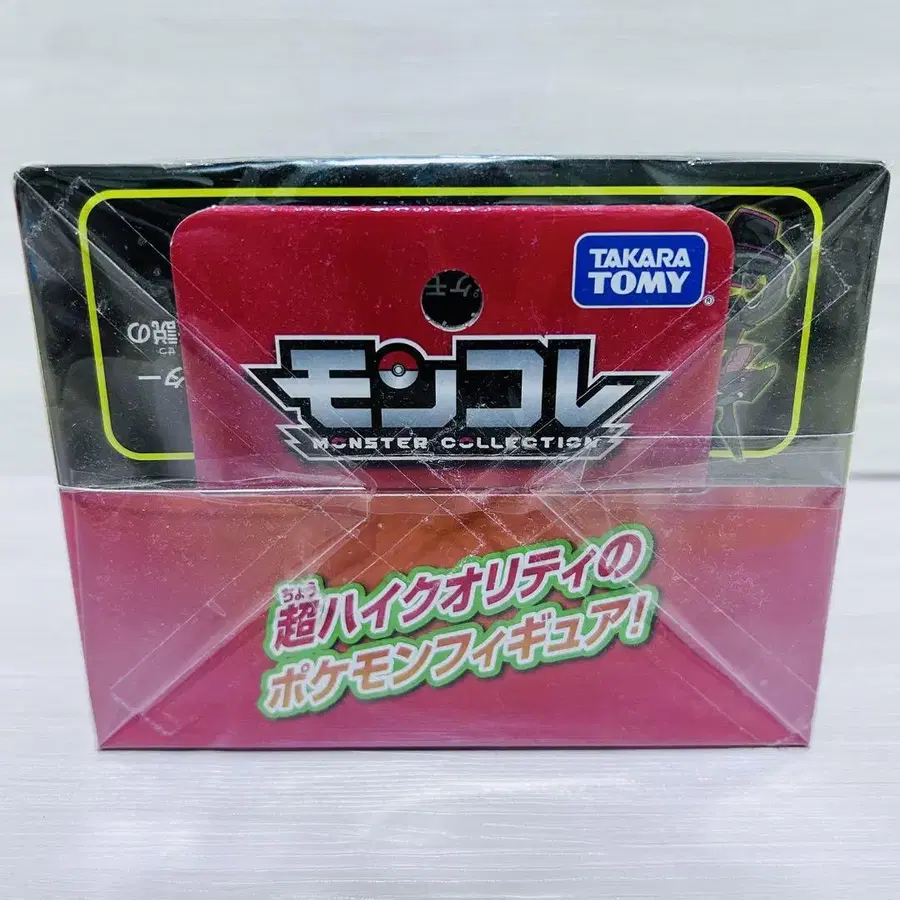 TAKARA
TOMY
モンコレ
MONSTER COLLECTION
ちょう
超ハイクオリティの
ポケモンフィギュア!